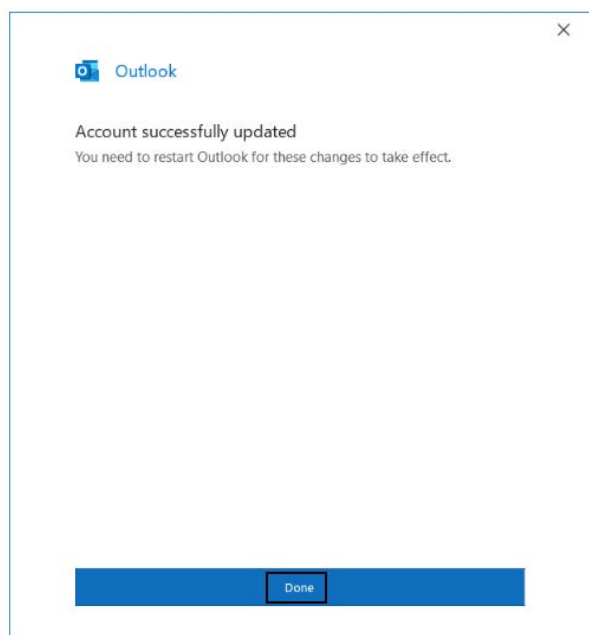 Outlook
Account successfully updated
You need to restart Outlook for these changes to take effect.
Done